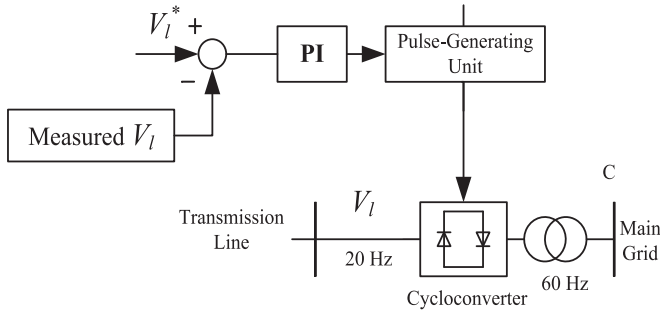 V_l^* +
−
PI
Pulse-Generating
Unit
Measured V_l
C
Transmission
Line
V_l
20 Hz
Cycloconverter
60 Hz
Main
Grid